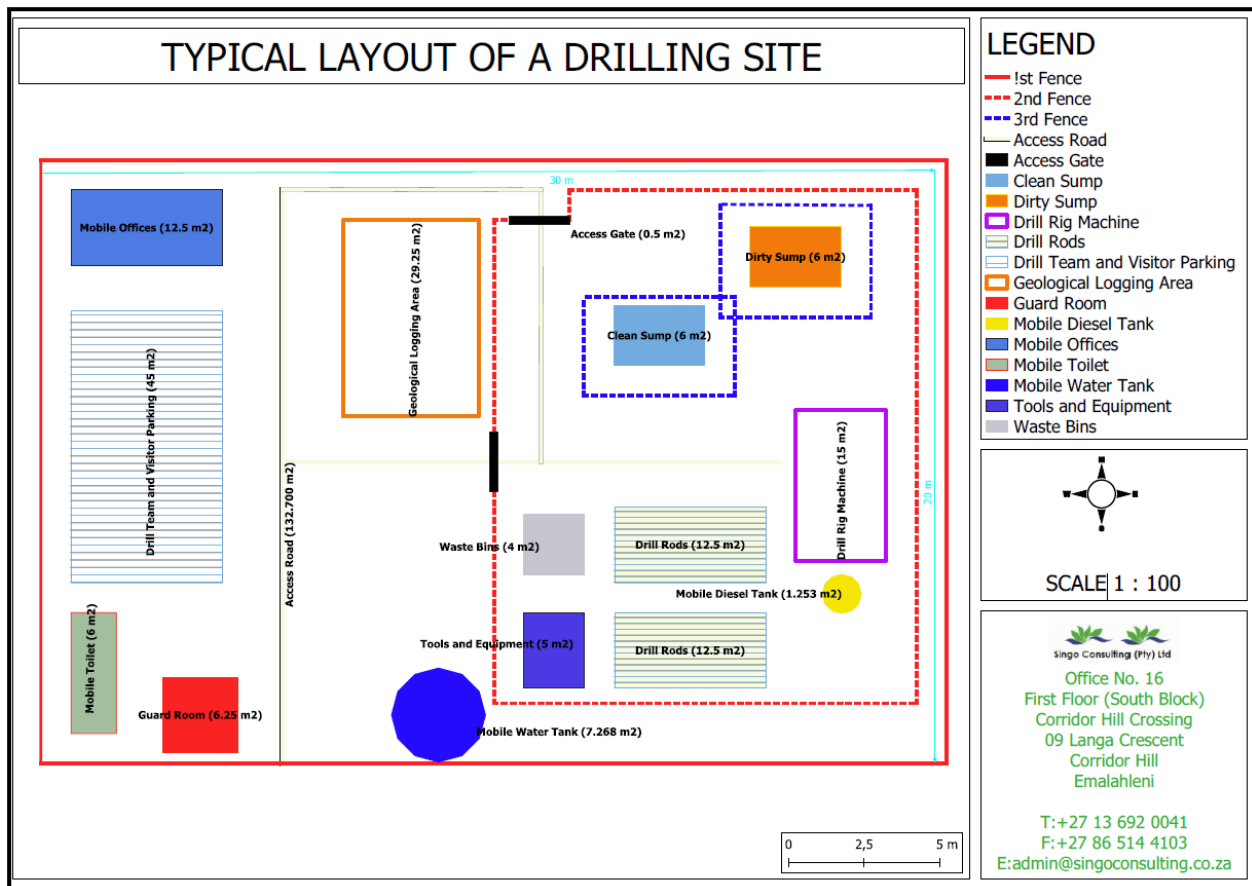 TYPICAL LAYOUT OF A DRILLING SITE
30 m
20 m
Mobile Offices (12.5 m2)
Geological Logging Area (29.25 m2)
Access Gate (0.5 m2)
Dirty Sump (6 m2)
Clean Sump (6 m2)
Drill Team and Visitor Parking (45 m2)
Access Road (132.700 m2)
Drill Rig Machine (15 m2)
Waste Bins (4 m2)
Drill Rods (12.5 m2)
Mobile Diesel Tank (1.253 m2)
Mobile Toilet (6 m2)
Tools and Equipment (5 m2)
Drill Rods (12.5 m2)
Guard Room (6.25 m2)
Mobile Water Tank (7.268 m2)
0 2,5 5 m
LEGEND
!st Fence
2nd Fence
3rd Fence
Access Road
Access Gate
Clean Sump
Dirty Sump
Drill Rig Machine
Drill Rods
Drill Team and Visitor Parking
Geological Logging Area
Guard Room
Mobile Diesel Tank
Mobile Offices
Mobile Toilet
Mobile Water Tank
Tools and Equipment
Waste Bins
SCALE 1 : 100
Singo Consulting (Pty) Ltd
Office No. 16
First Floor (South Block)
Corridor Hill Crossing
09 Langa Crescent
Corridor Hill
Emalahleni
T:+27 13 692 0041
F:+27 86 514 4103
E:admin@singoconsulting.co.za